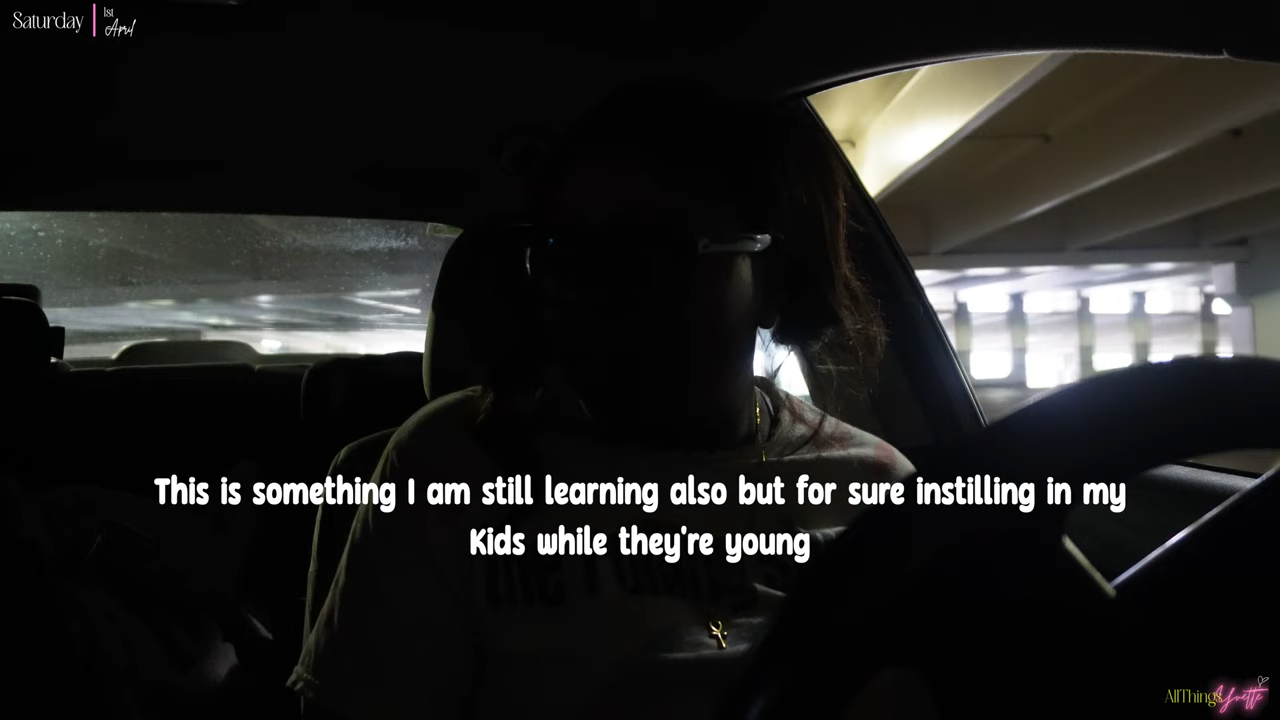 Saturday
1st
April
This is something I am still learning also but for sure instilling in my
Kids while they're young
AllThingsYvette